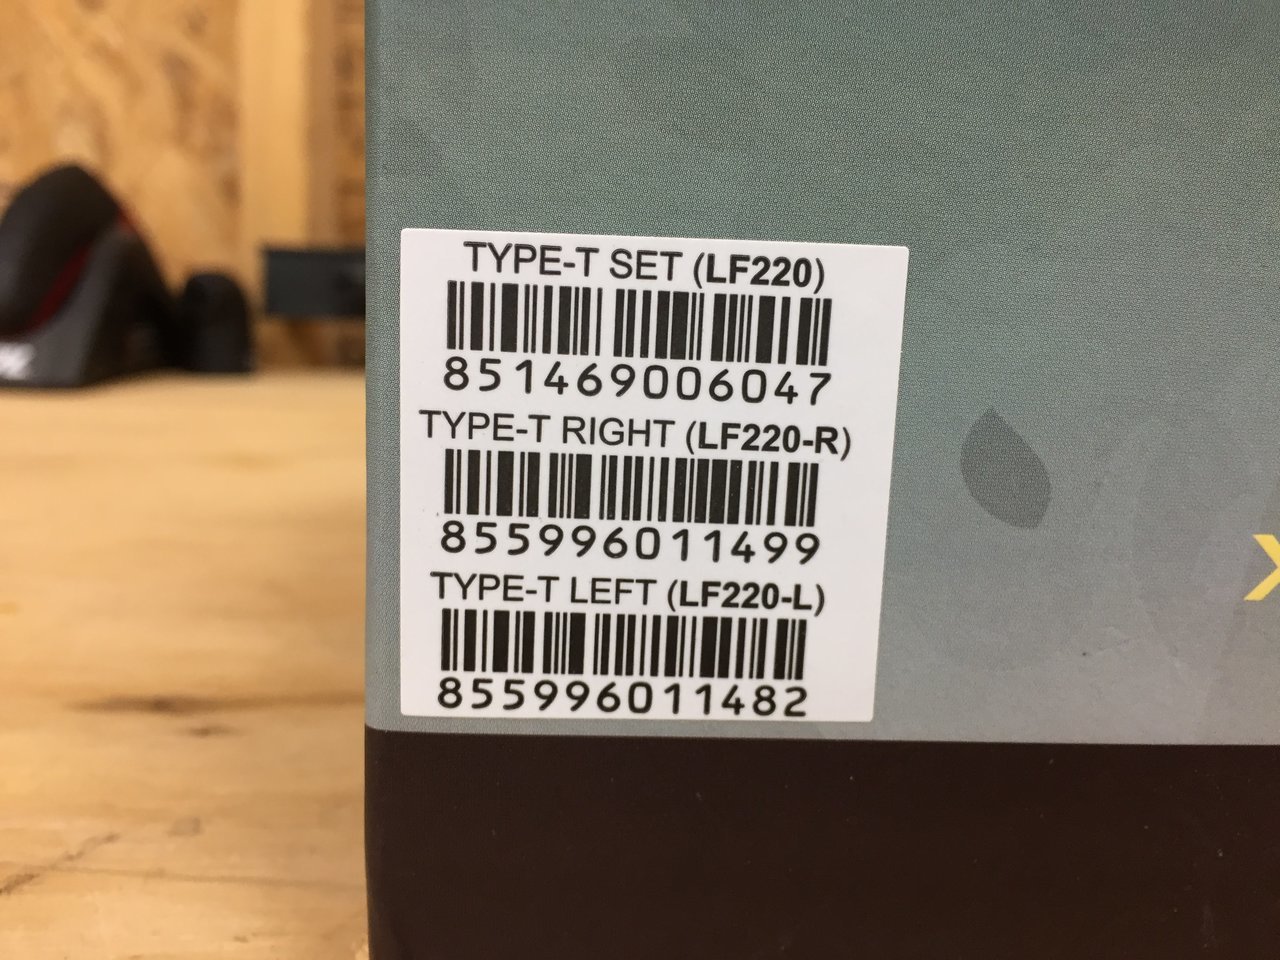 TYPE-T SET (LF220)
851469006047
TYPE-T RIGHT (LF220-R)
855996011499
TYPE-T LEFT (LF220-L)
855996011482
X